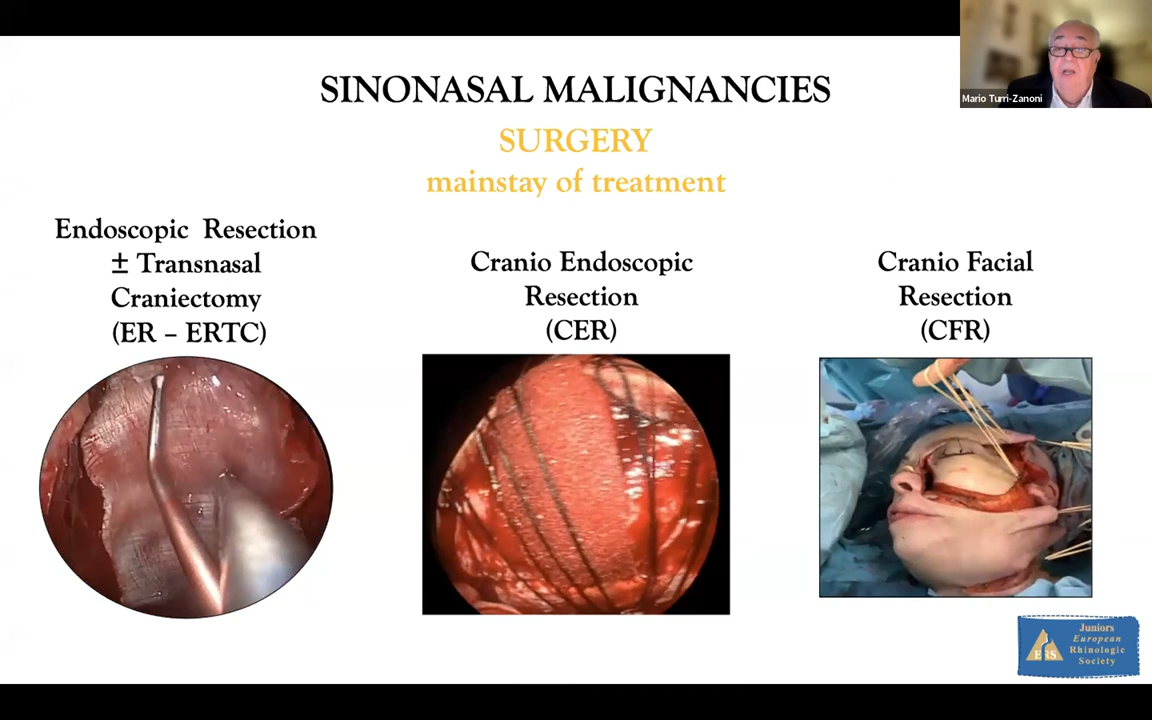 SINONASAL MALIGNANCIES
SURGERY
mainstay of treatment
Mario Turri-Zanoni
Endoscopic Resection
± Transnasal
Craniectomy
(ER – ERTC)
Cranio Endoscopic
Resection
(CER)
Cranio Facial
Resection
(CFR)
Juniors
European
Rhinologic
Society
ERS